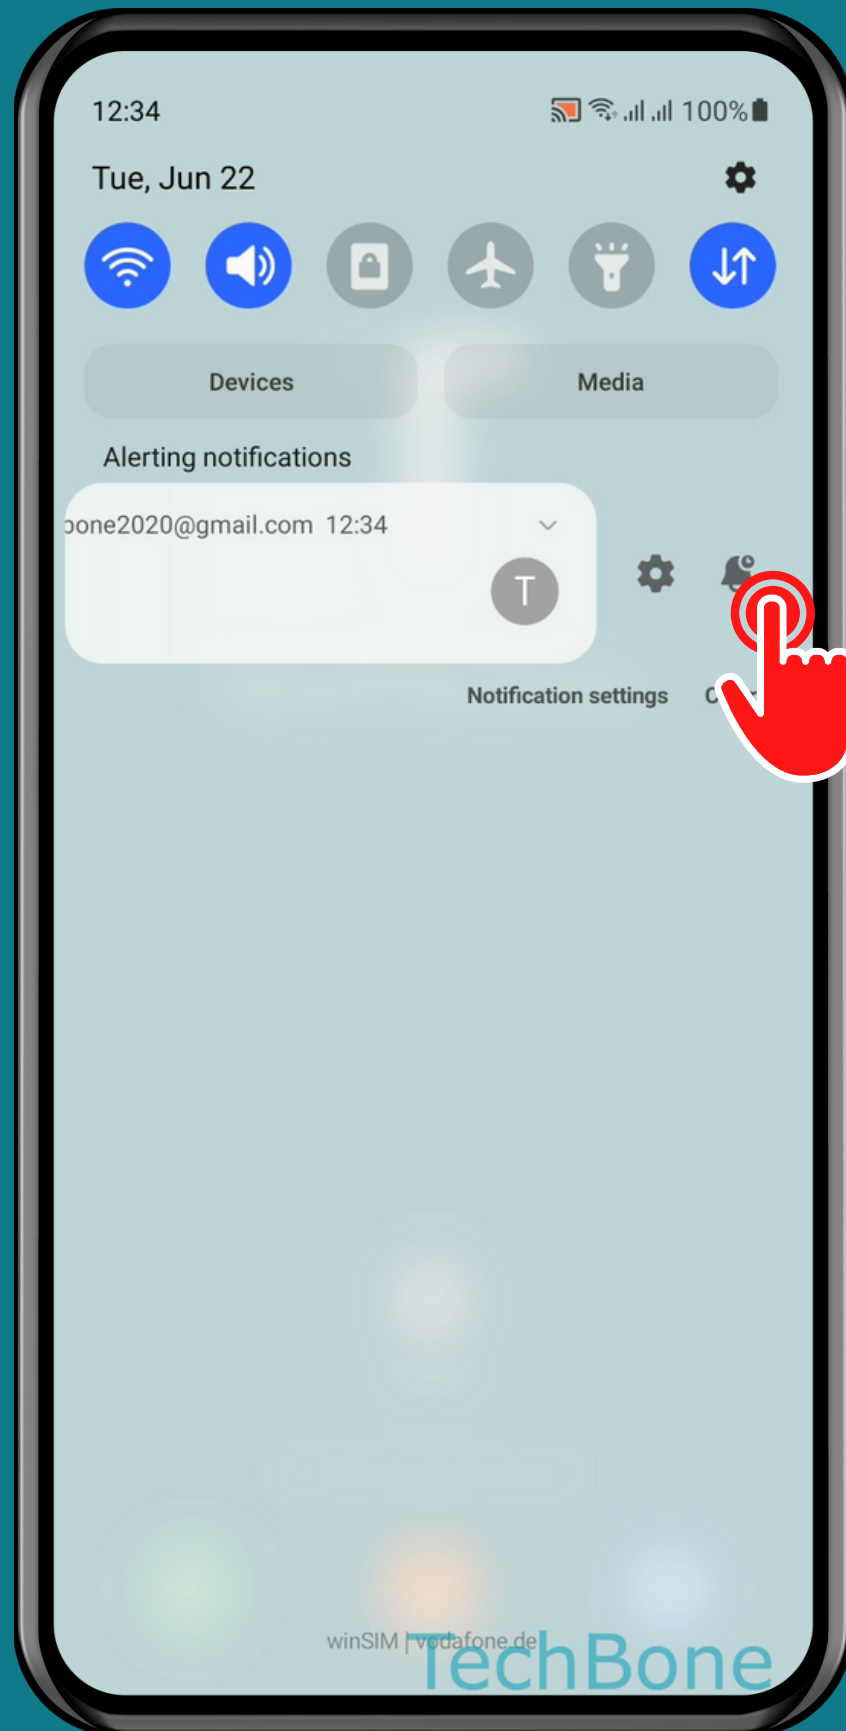 12:34 100%
Tue, Jun 22
Devices Media
Alerting notifications
bone2020@gmail.com 12:34
T
Notification settings
winSIM | vodafone.de
TechBone